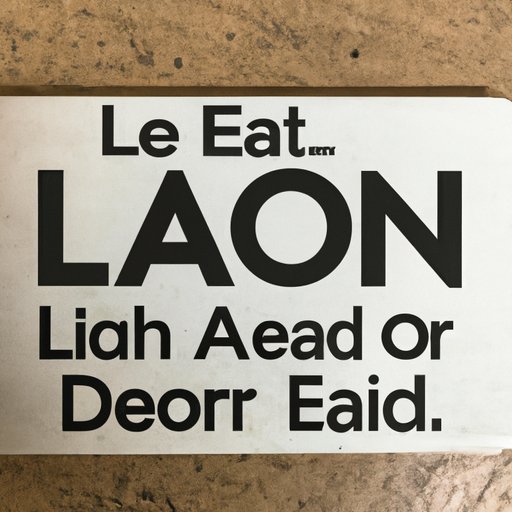 Le Eat...
LAON
Liah Aead Or
Deorr Eaid.